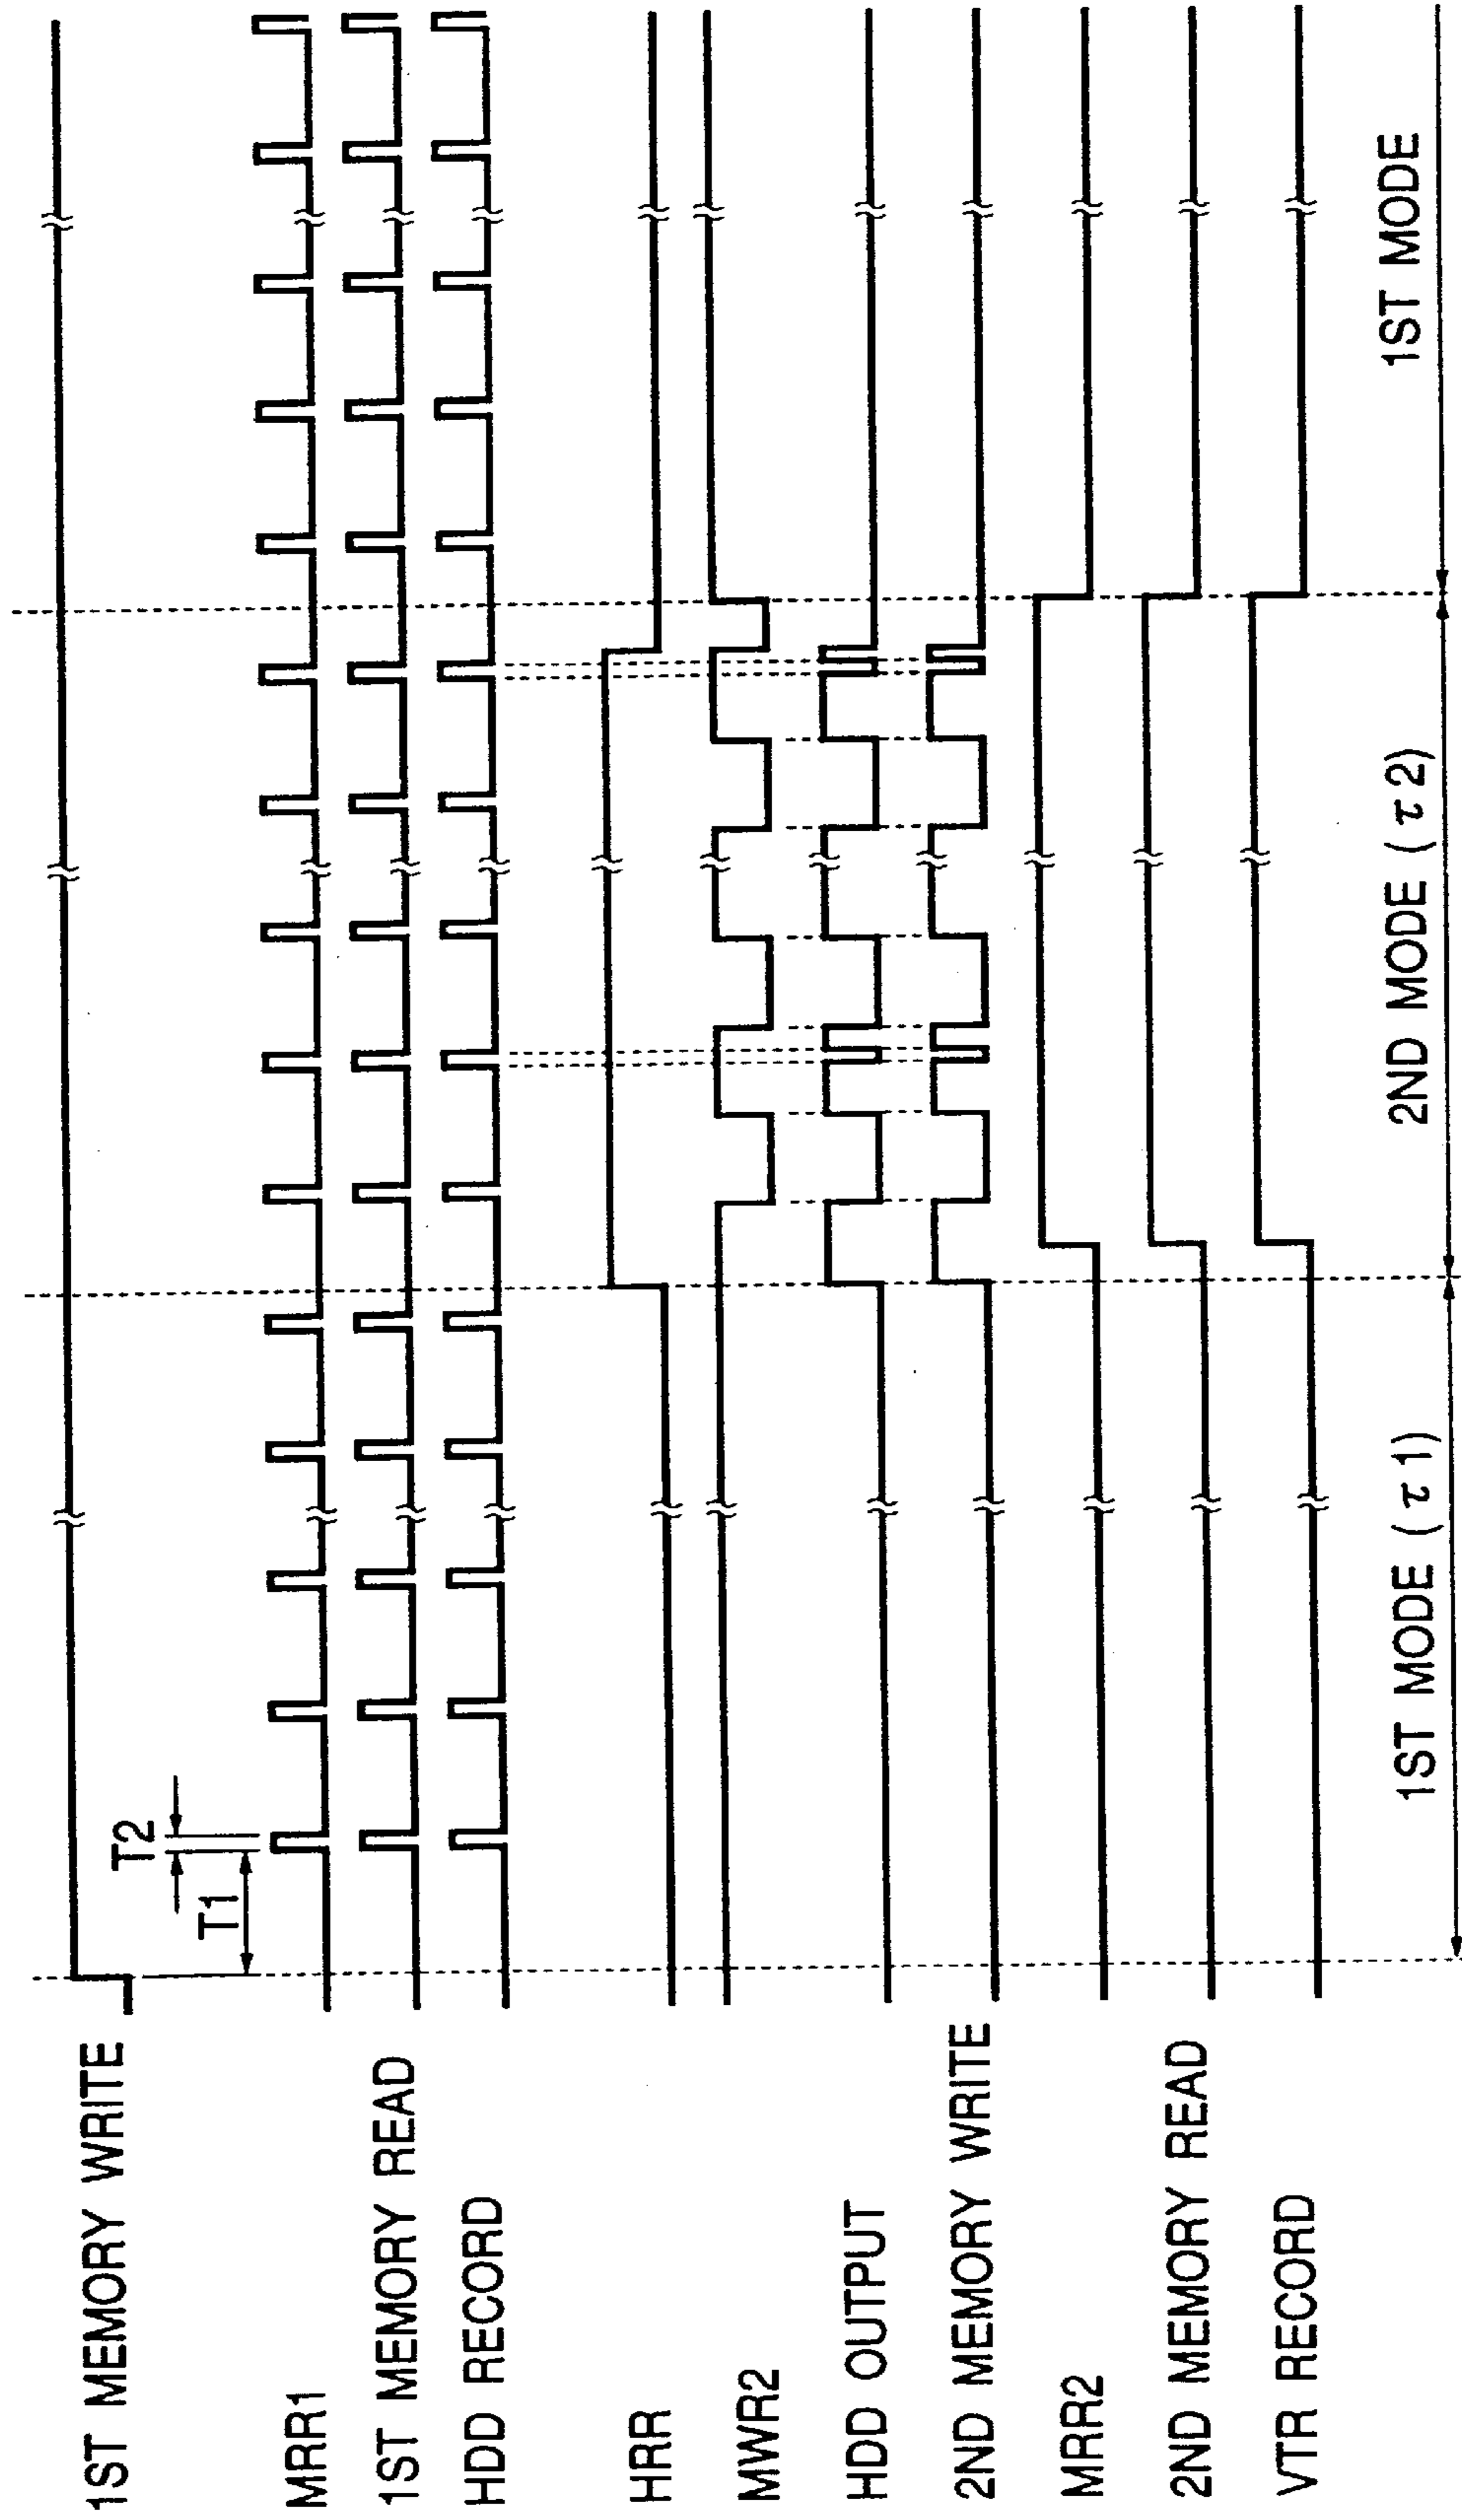 1ST MEMORY WRITE
T2
T1
MRR1
1ST MEMORY READ
HDD RECORD
HRR
MWR2
HDD OUTPUT
2ND MEMORY WRITE
MRR2
2ND MEMORY READ
VTR RECORD
1ST MODE (τ1) 2ND MODE (τ2) 1ST MODE